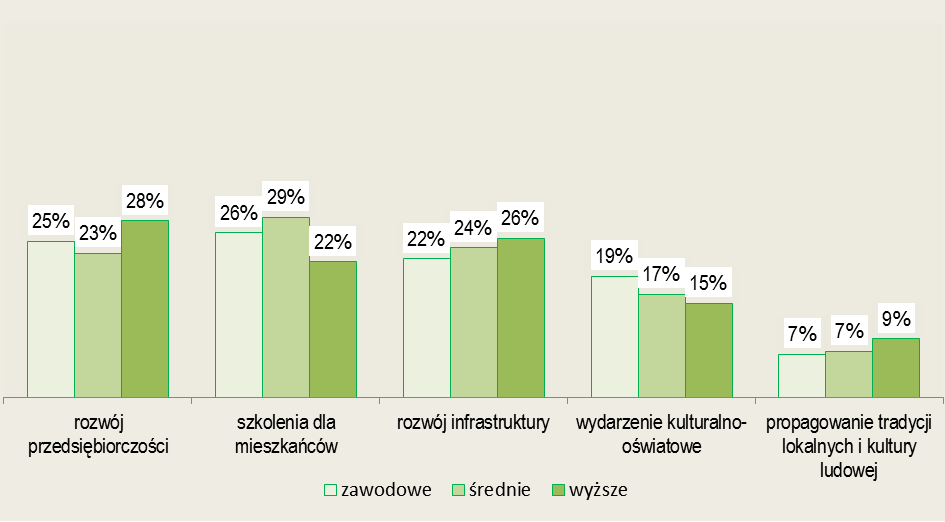 25%
23%
28%
26%
29%
22%
22%
24%
26%
19%
17%
15%
7%
7%
9%
rozwój
przedsiębiorczości
szkolenia dla
mieszkańców
rozwój infrastruktury
wydarzenie kulturalno-
oświatowe
propagowanie tradycji
lokalnych i kultury
ludowej
zawodowe
średnie
wyższe